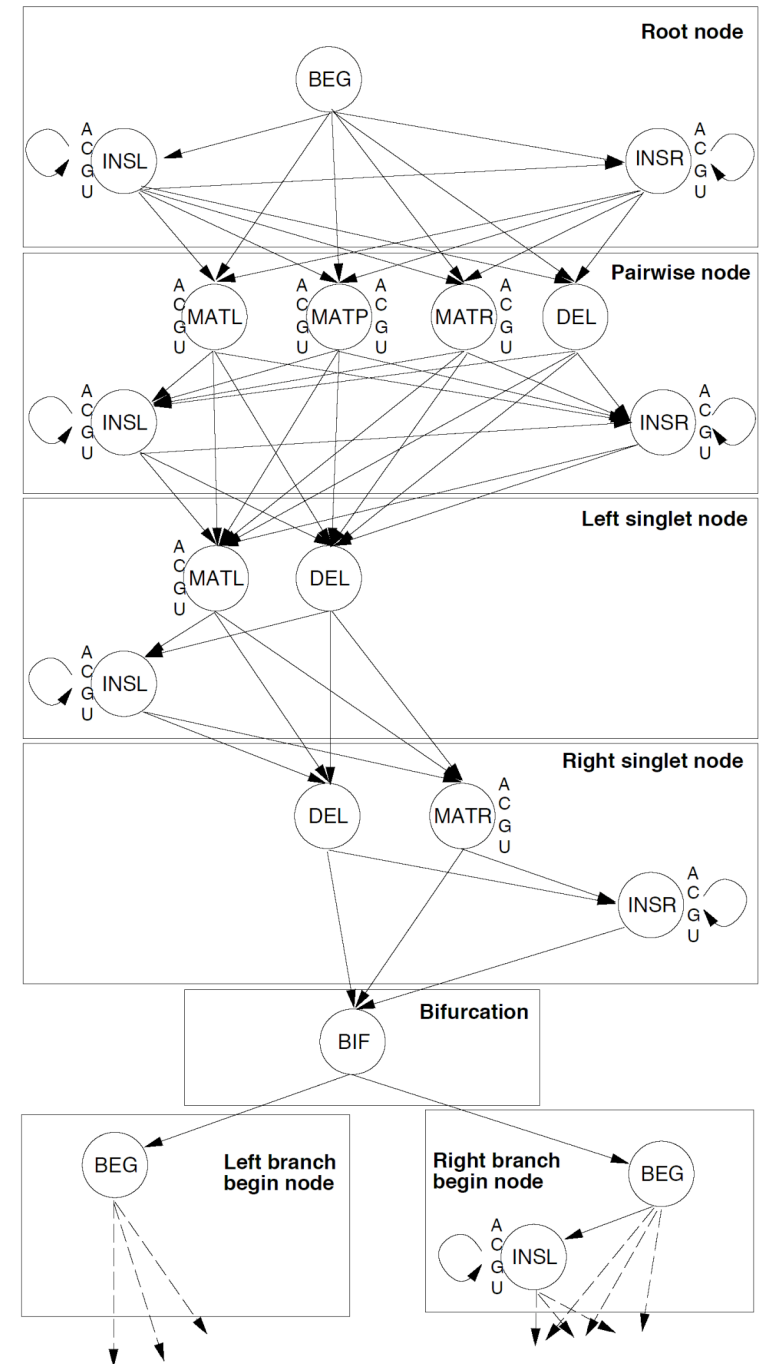 Root node
BEG
A
C
G
U
INSL
INSR
A
C
G
U
Pairwise node
A
C
G
U
MATL
A
C
G
U
MATP
A
C
G
U
MATR
A
C
G
U
DEL
A
C
G
U
INSL
INSR
A
C
G
U
Left singlet node
A
C
G
U
MATL
DEL
A
C
G
U
INSL
Right singlet node
DEL
MATR
A
C
G
U
INSR
A
C
G
U
Bifurcation
BIF
BEG
Left branch
begin node
Right branch
begin node
BEG
A
C
G
U
INSL